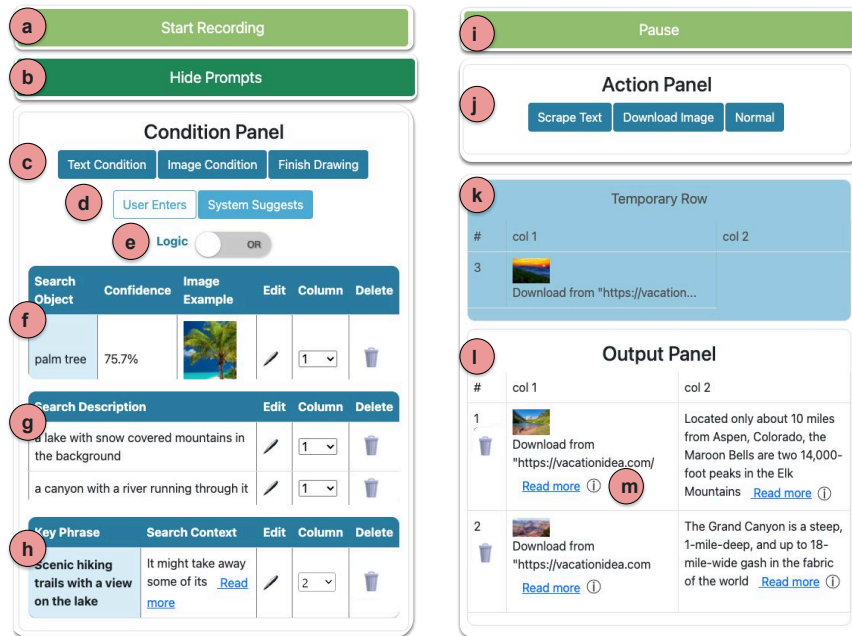 a
Start Recording
b
Hide Prompts
Condition Panel
c
Text Condition Image Condition Finish Drawing
d
User Enters System Suggests
e
Logic OR
Search Object Confidence Image Example Edit Column Delete
f
palm tree 75.7% 1
Search Description Edit Column Delete
g
a lake with snow covered mountains in
the background 1
a canyon with a river running through it 1
Key Phrase Search Context Edit Column Delete
h
Scenic hiking
trails with a view
on the lake
It might take away
some of its Read
more
2
i
Pause
Action Panel
j
Scrape Text Download Image Normal
k
Temporary Row
# col 1 col 2
3
Download from "https://vacation...
l
Output Panel
# col 1 col 2
1
Download from
"https://vacationidea.com/
Read more i
m
Located only about 10 miles
from Aspen, Colorado, the
Maroon Bells are two 14,000-
foot peaks in the Elk
Mountains Read more i
2
Download from
"https://vacationidea.com
Read more i
The Grand Canyon is a steep,
1-mile-deep, and up to 18-
mile-wide gash in the fabric
of the world Read more i